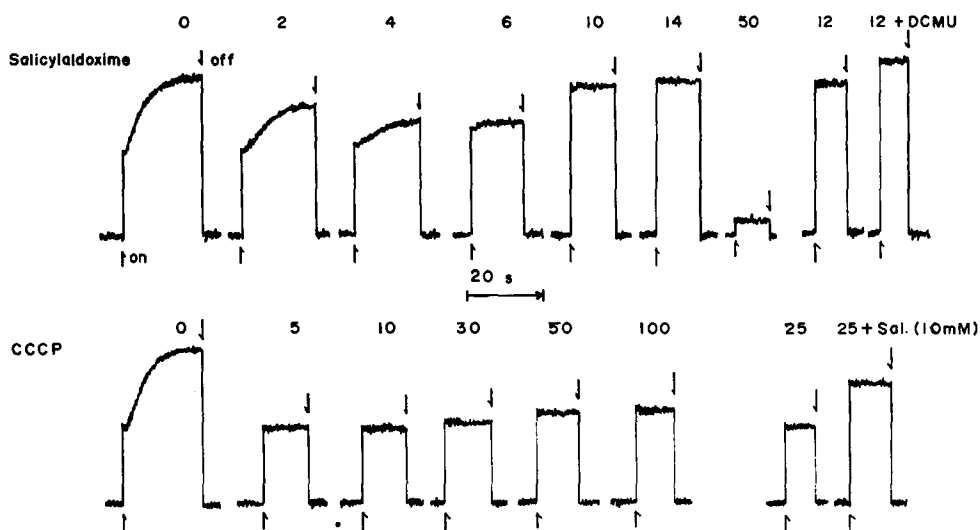 0 2 4 6 10 14 50 12 12 + DCMU
Salicylaldoxime off
on
20 s
0 5 10 30 50 100 25 25 + Sal. (10mM)
CCCP